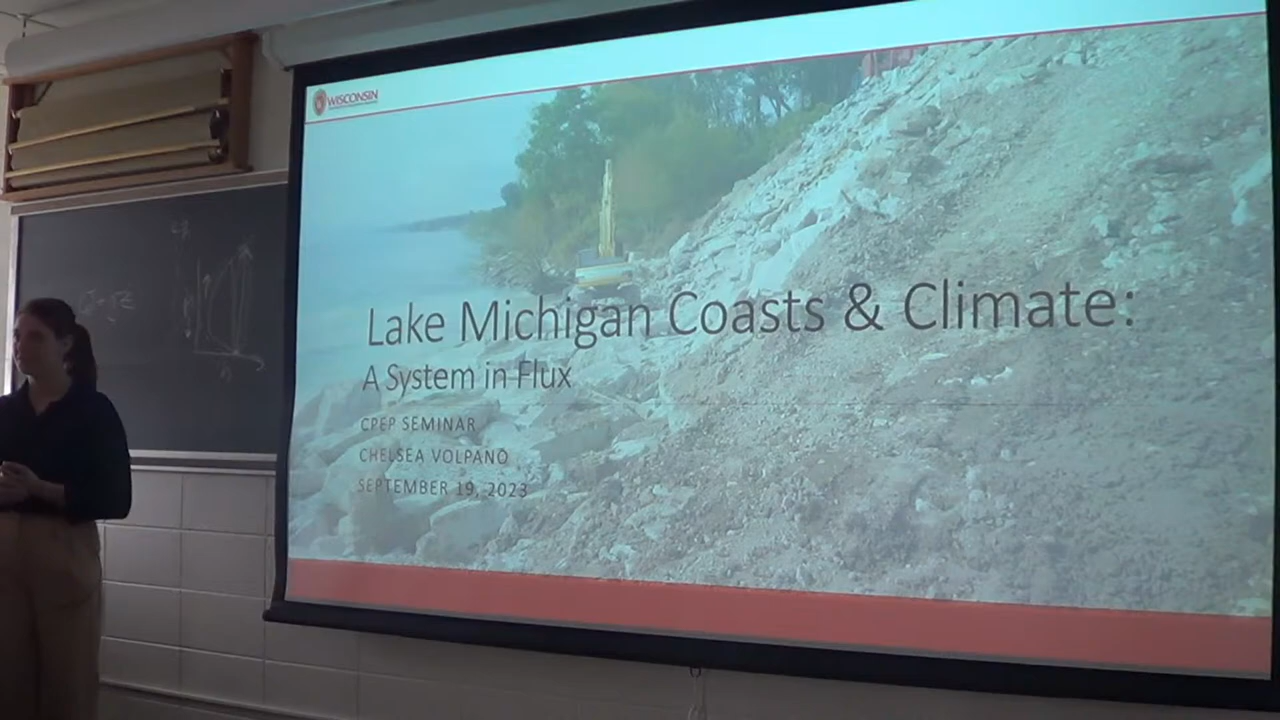 WISCONSIN
Lake Michigan Coasts & Climate:
A System in Flux
CPEP SEMINAR
CHELSEA VOLPANO
SEPTEMBER 19, 2023